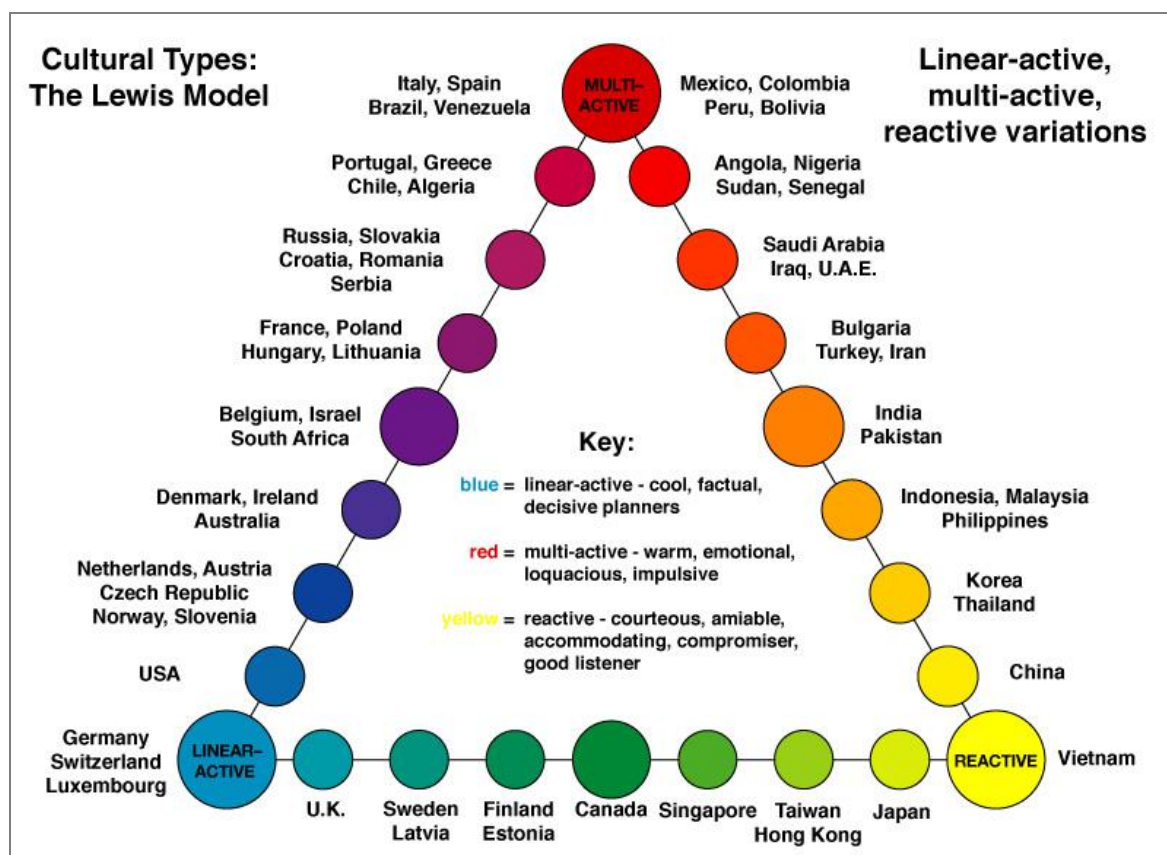 Cultural Types:
The Lewis Model
Linear-active,
multi-active,
reactive variations
MULTI-
ACTIVE
Italy, Spain
Brazil, Venezuela
Mexico, Colombia
Peru, Bolivia
Portugal, Greece
Chile, Algeria
Angola, Nigeria
Sudan, Senegal
Russia, Slovakia
Croatia, Romania
Serbia
Saudi Arabia
Iraq, U.A.E.
France, Poland
Hungary, Lithuania
Bulgaria
Turkey, Iran
Belgium, Israel
South Africa
India
Pakistan
Key:
blue = linear-active - cool, factual,
decisive planners
red = multi-active - warm, emotional,
loquacious, impulsive
yellow = reactive - courteous, amiable,
accommodating, compromiser,
good listener
Denmark, Ireland
Australia
Indonesia, Malaysia
Philippines
Netherlands, Austria
Czech Republic
Norway, Slovenia
Korea
Thailand
USA
China
Germany
Switzerland
Luxembourg
LINEAR-
ACTIVE
REACTIVE
Vietnam
U.K.
Sweden
Latvia
Finland
Estonia
Canada
Singapore
Taiwan
Hong Kong
Japan